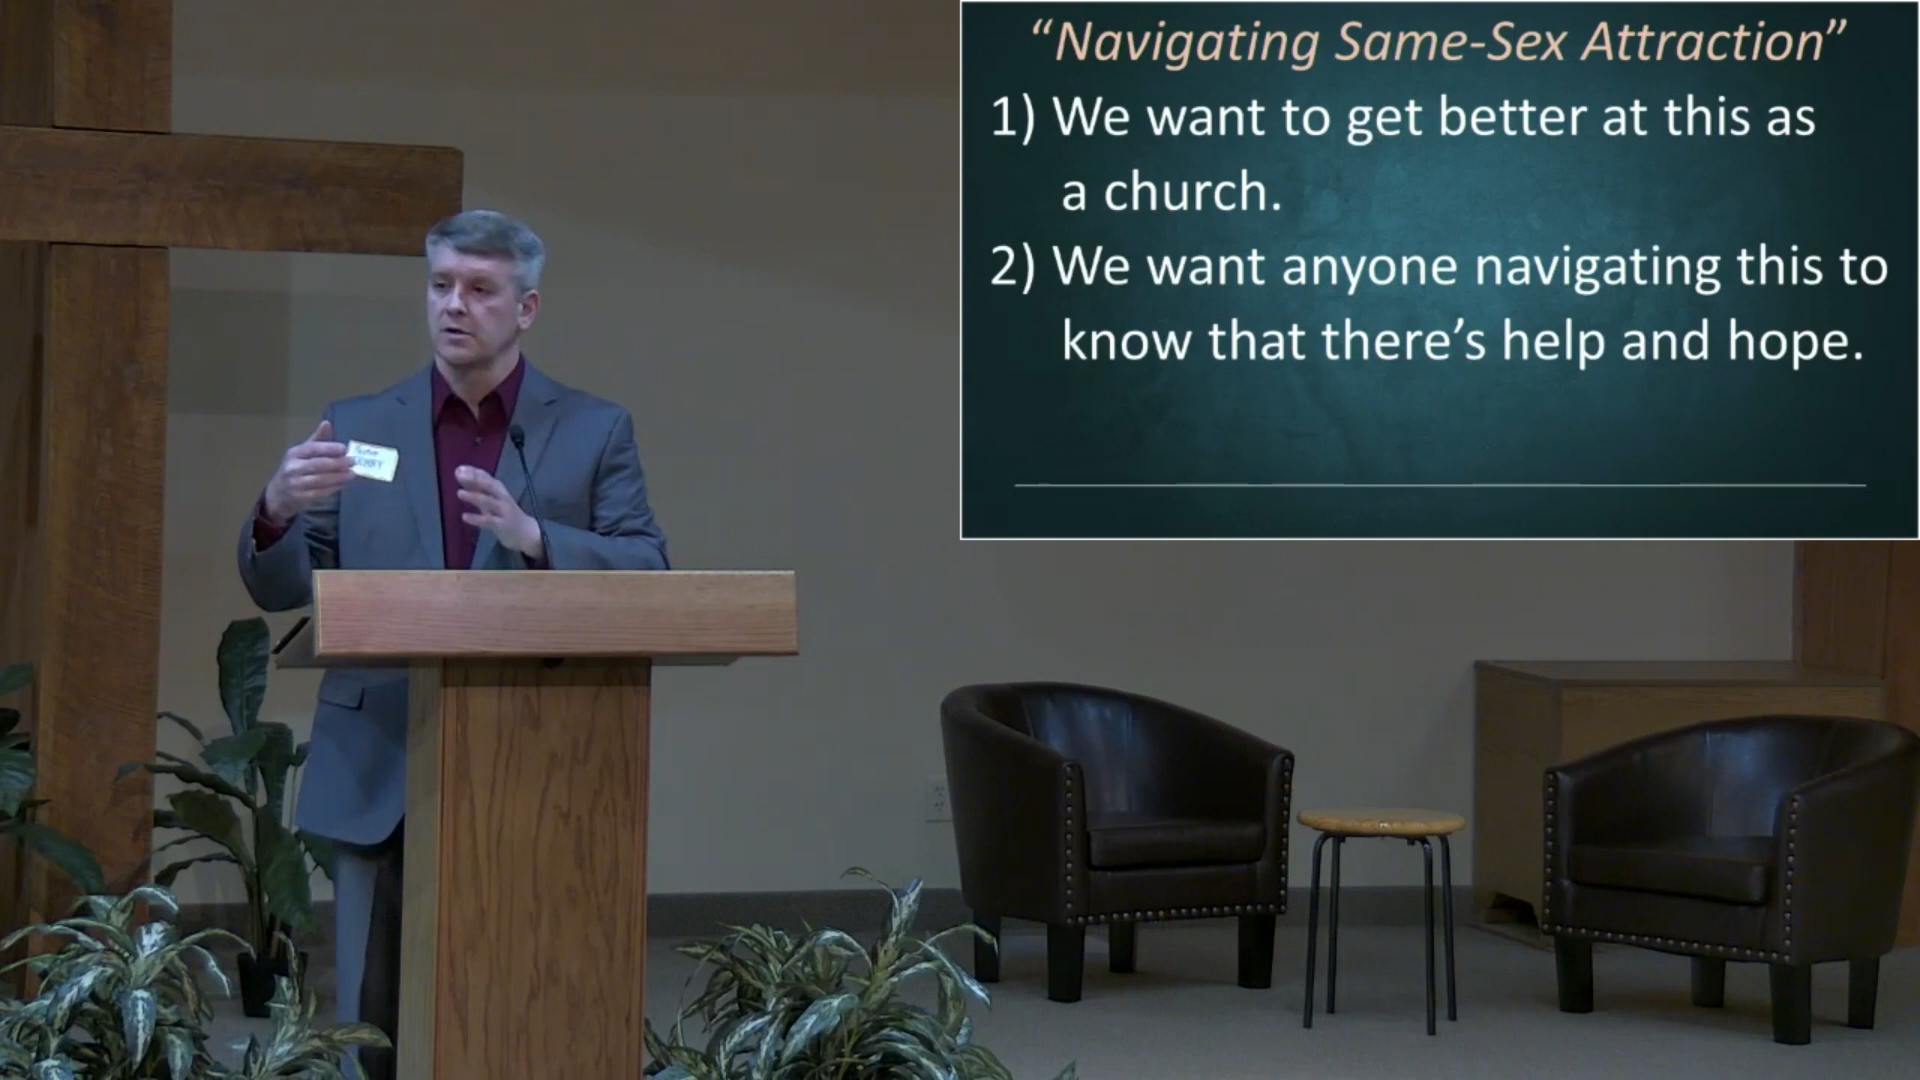 “Navigating Same-Sex Attraction”
1) We want to get better at this as
a church.
2) We want anyone navigating this to
know that there’s help and hope.